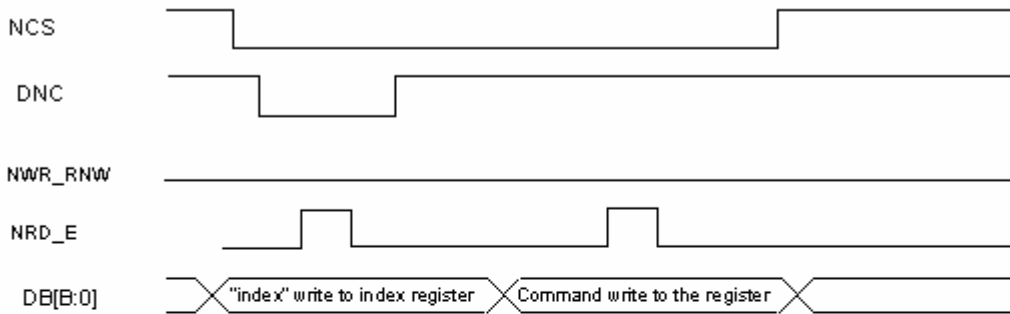 NCS
DNC
NWR_RNW
NRD_E
DB[B:0]
"index" write to index register
Command write to the register